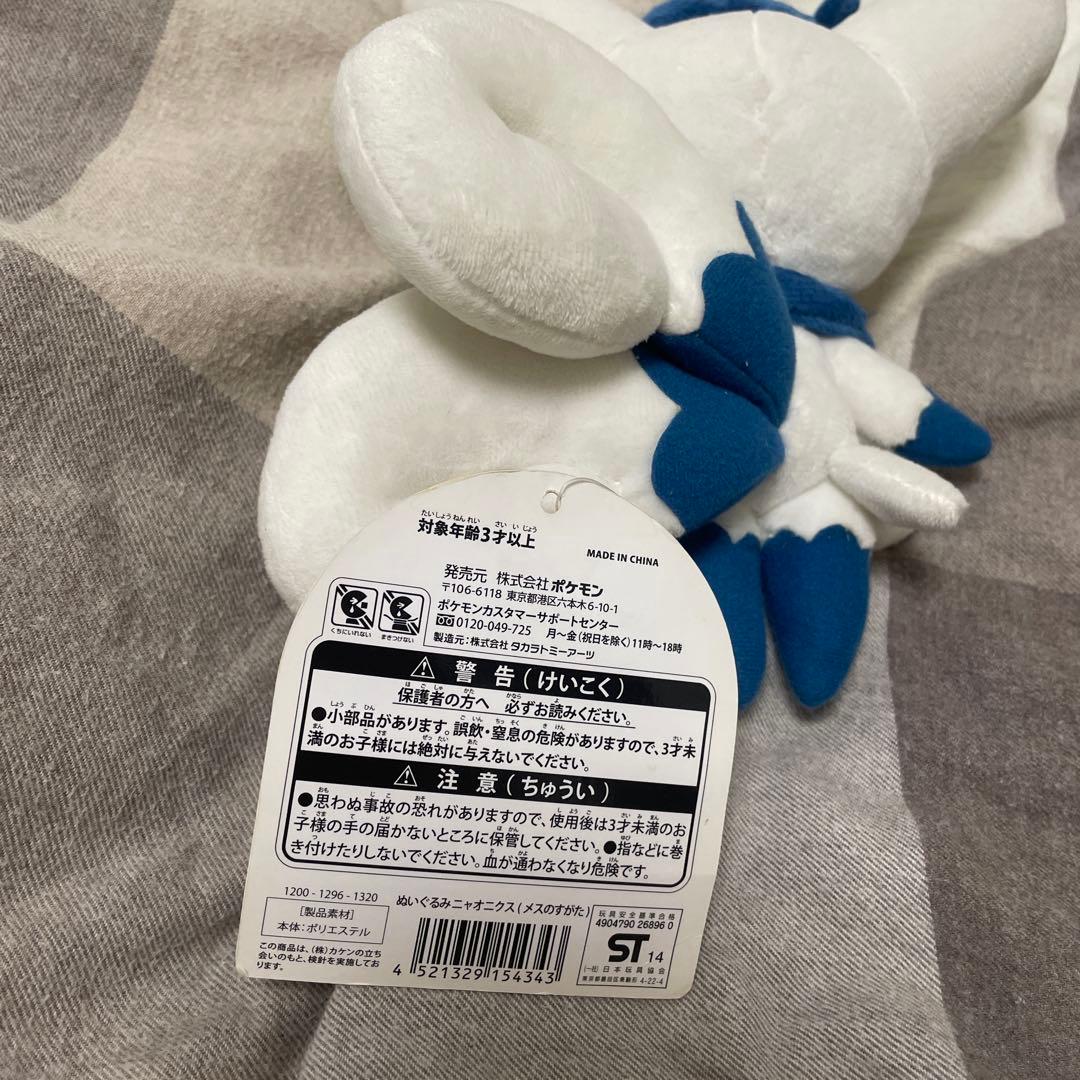 対象年齢3才以上
MADE IN CHINA
発売元 株式会社ポケモン
〒106-6118 東京都港区六本木6-10-1
ポケモンカスタマーサポートセンター
0120-049-725 月～金(祝日を除く)11時～18時
製造元:株式会社 タカラトミーアーツ
くちにいれない
まきつけない
警告(けいこく)
保護者の方へ 必ずお読みください。
●小部品があります。誤飲・窒息の危険がありますので、3才未
満のお子様には絶対に与えないでください。
注意(ちゅうい)
●思わぬ事故の恐れがありますので、使用後は3才未満のお
子様の手の届かないところに保管してください。●指などに巻
き付けたりしないでください。血が通わなくなり危険です。
1200 - 1296 - 1320
[製品素材]
本体:ポリエステル
この商品は、(株)カケンの立ち
会いのもと、検針を実施してお
ります。
ぬいぐるみニャオニクス(メスのすがた)
4 521329 154343
玩具安全基準合格
4904790 26896 0
ST 14
(一社)日本玩具協会
東京都墨田区東駒形 4-22-4